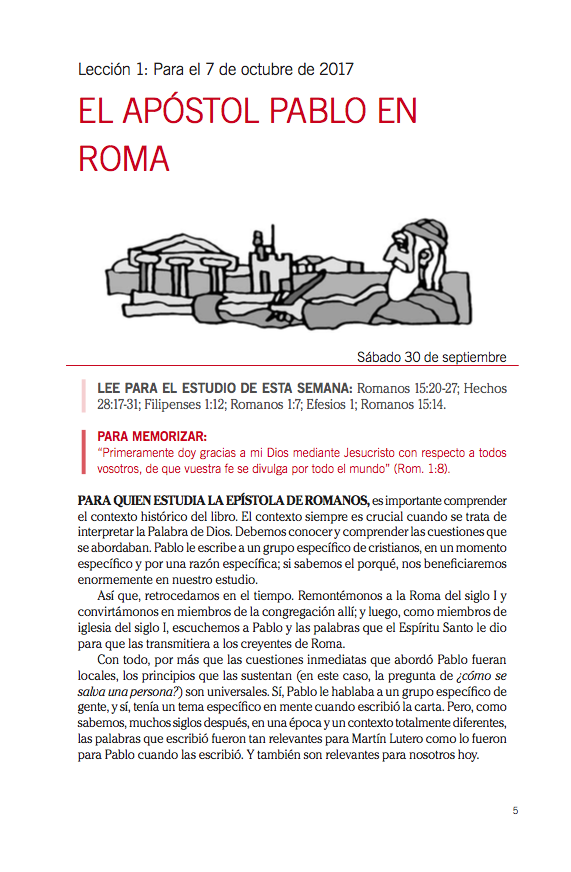 Lección 1: Para el 7 de octubre de 2017
EL APÓSTOL PABLO EN
ROMA
Sábado 30 de septiembre
LEE PARA EL ESTUDIO DE ESTA SEMANA: Romanos 15:20-27; Hechos
28:17-31; Filipenses 1:12; Romanos 1:7; Efesios 1; Romanos 15:14.
PARA MEMORIZAR:
“Primeramente doy gracias a mi Dios mediante Jesucristo con respecto a todos
vosotros, de que vuestra fe se divulga por todo el mundo” (Rom. 1:8).
PARA QUIEN ESTUDIA LA EPÍSTOLA DE ROMANOS, es importante comprender
el contexto histórico del libro. El contexto siempre es crucial cuando se trata de
interpretar la Palabra de Dios. Debemos conocer y comprender las cuestiones que
se abordaban. Pablo le escribe a un grupo específico de cristianos, en un momento
específico y por una razón específica; si sabemos el porqué, nos beneficiaremos
enormemente en nuestro estudio.
Así que, retrocedamos en el tiempo. Remontémonos a la Roma del siglo I y
convirtámonos en miembros de la congregación allí; y luego, como miembros de
iglesia del siglo I, escuchemos a Pablo y las palabras que el Espíritu Santo le dio
para que las transmitiera a los creyentes de Roma.
Con todo, por más que las cuestiones inmediatas que abordó Pablo fueran
locales, los principios que las sustentan (en este caso, la pregunta de ¿cómo se
salva una persona?) son universales. Sí, Pablo le hablaba a un grupo específico de
gente, y sí, tenía un tema específico en mente cuando escribió la carta. Pero, como
sabemos, muchos siglos después, en una época y un contexto totalmente diferentes,
las palabras que escribió fueron tan relevantes para Martín Lutero como lo fueron
para Pablo cuando las escribió. Y también son relevantes para nosotros hoy.
5